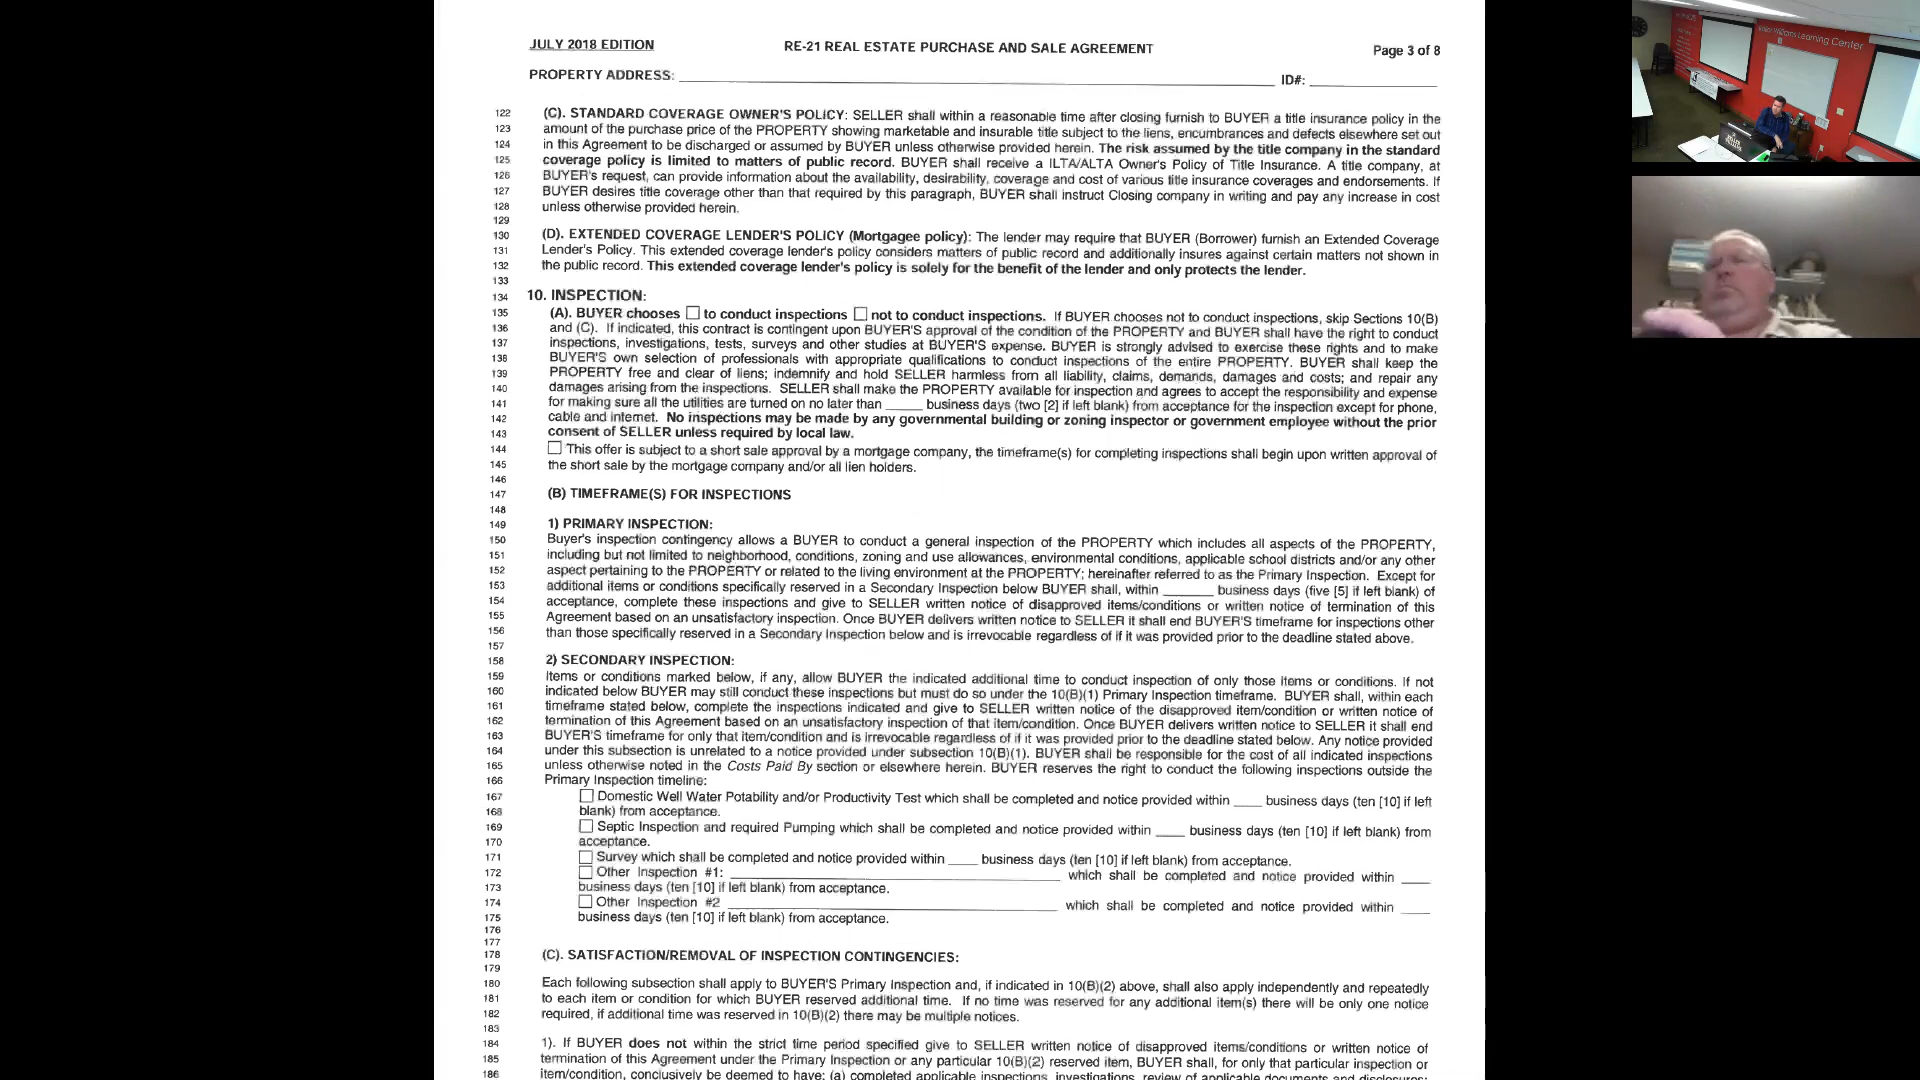 JULY 2018 EDITION RE-21 REAL ESTATE PURCHASE AND SALE AGREEMENT Page 3 of 8
PROPERTY ADDRESS: ID#:
122 (C). STANDARD COVERAGE OWNER'S POLICY: SELLER shall within a reasonable time after closing furnish to BUYER a title insurance policy in the
123 amount of the purchase price of the PROPERTY showing marketable and insurable title subject to the liens, encumbrances and defects elsewhere set out
124 in this Agreement to be discharged or assumed by BUYER unless otherwise provided herein. The risk assumed by the title company in the standard
125 coverage policy is limited to matters of public record. BUYER shall receive a ILTA/ALTA Owner's Policy of Title Insurance. A title company, at
126 BUYER's request, can provide information about the availability, desirability, coverage and cost of various title insurance coverages and endorsements. If
127 BUYER desires title coverage other than that required by this paragraph, BUYER shall instruct Closing company in writing and pay any increase in cost
128 unless otherwise provided herein.
129
130 (D). EXTENDED COVERAGE LENDER'S POLICY (Mortgagee policy): The lender may require that BUYER (Borrower) furnish an Extended Coverage
131 Lender's Policy. This extended coverage lender's policy considers matters of public record and additionally insures against certain matters not shown in
132 the public record. This extended coverage lender's policy is solely for the benefit of the lender and only protects the lender.
133
134 10. INSPECTION:
135 (A). BUYER chooses ☐ to conduct inspections ☐ not to conduct inspections. If BUYER chooses not to conduct inspections, skip Sections 10(B)
136 and (C). If indicated, this contract is contingent upon BUYER'S approval of the condition of the PROPERTY and BUYER shall have the right to conduct
137 inspections, investigations, tests, surveys and other studies at BUYER'S expense. BUYER is strongly advised to exercise these rights and to make
138 BUYER'S own selection of professionals with appropriate qualifications to conduct inspections of the entire PROPERTY. BUYER shall keep the
139 PROPERTY free and clear of liens; indemnify and hold SELLER harmless from all liability, claims, demands, damages and costs; and repair any
140 damages arising from the inspections. SELLER shall make the PROPERTY available for inspection and agrees to accept the responsibility and expense
141 for making sure all the utilities are turned on no later than _____ business days (two [2] if left blank) from acceptance for the inspection except for phone,
142 cable and internet. No inspections may be made by any governmental building or zoning inspector or government employee without the prior
143 consent of SELLER unless required by local law.
144 ☐ This offer is subject to a short sale approval by a mortgage company, the timeframe(s) for completing inspections shall begin upon written approval of
145 the short sale by the mortgage company and/or all lien holders.
146
147 (B) TIMEFRAME(S) FOR INSPECTIONS
148
149 1) PRIMARY INSPECTION:
150 Buyer's inspection contingency allows a BUYER to conduct a general inspection of the PROPERTY which includes all aspects of the PROPERTY,
151 including but not limited to neighborhood, conditions, zoning and use allowances, environmental conditions, applicable school districts and/or any other
152 aspect pertaining to the PROPERTY or related to the living environment at the PROPERTY; hereinafter referred to as the Primary Inspection. Except for
153 additional items or conditions specifically reserved in a Secondary Inspection below BUYER shall, within _______ business days (five [5] if left blank) of
154 acceptance, complete these inspections and give to SELLER written notice of disapproved items/conditions or written notice of termination of this
155 Agreement based on an unsatisfactory inspection. Once BUYER delivers written notice to SELLER it shall end BUYER'S timeframe for inspections other
156 than those specifically reserved in a Secondary Inspection below and is irrevocable regardless of if it was provided prior to the deadline stated above.
157
158 2) SECONDARY INSPECTION:
159 Items or conditions marked below, if any, allow BUYER the indicated additional time to conduct inspection of only those items or conditions. If not
160 indicated below BUYER may still conduct these inspections but must do so under the 10(B)(1) Primary Inspection timeframe. BUYER shall, within each
161 timeframe stated below, complete the inspections indicated and give to SELLER written notice of the disapproved item/condition or written notice of
162 termination of this Agreement based on an unsatisfactory inspection of that item/condition. Once BUYER delivers written notice to SELLER it shall end
163 BUYER'S timeframe for only that item/condition and is irrevocable regardless of if it was provided prior to the deadline stated below. Any notice provided
164 under this subsection is unrelated to a notice provided under subsection 10(B)(1). BUYER shall be responsible for the cost of all indicated inspections
165 unless otherwise noted in the Costs Paid By section or elsewhere herein. BUYER reserves the right to conduct the following inspections outside the
166 Primary Inspection timeline:
167 ☐ Domestic Well Water Potability and/or Productivity Test which shall be completed and notice provided within ____ business days (ten [10] if left
168 blank) from acceptance.
169 ☐ Septic Inspection and required Pumping which shall be completed and notice provided within ____ business days (ten [10] if left blank) from
170 acceptance.
171 ☐ Survey which shall be completed and notice provided within ____ business days (ten [10] if left blank) from acceptance.
172 ☐ Other Inspection #1: ____ which shall be completed and notice provided within ____
173 business days (ten [10] if left blank) from acceptance.
174 ☐ Other Inspection #2 ____ which shall be completed and notice provided within ____
175 business days (ten [10] if left blank) from acceptance.
176
177
178 (C). SATISFACTION/REMOVAL OF INSPECTION CONTINGENCIES:
179
180 Each following subsection shall apply to BUYER'S Primary Inspection and, if indicated in 10(B)(2) above, shall also apply independently and repeatedly
181 to each item or condition for which BUYER reserved additional time. If no time was reserved for any additional item(s) there will be only one notice
182 required, if additional time was reserved in 10(B)(2) there may be multiple notices.
183
184 1). If BUYER does not within the strict time period specified give to SELLER written notice of disapproved items/conditions or written notice of
185 termination of this Agreement under the Primary Inspection or any particular 10(B)(2) reserved item, BUYER shall, for only that particular inspection or
186 item/condition, conclusively be deemed to have: (a) completed applicable inspections, investigations, review of applicable documents and disclosures;
Williams Learning Center